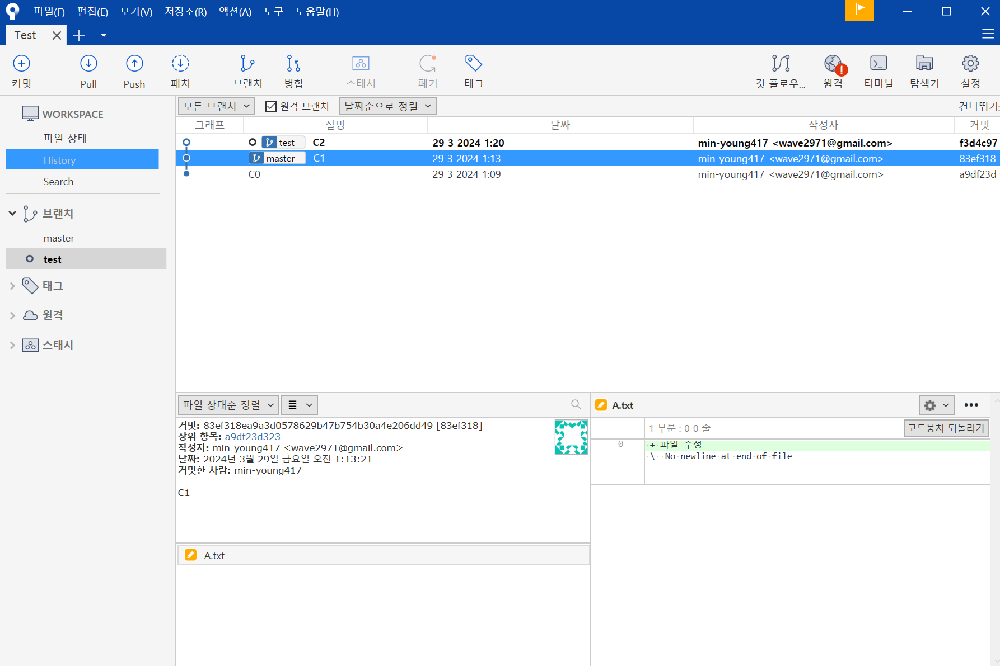 파일(F) 편집(E) 보기(V) 저장소(R) 액션(A) 도구 도움말(H)
Test
커밋 Pull Push 패치 브랜치 병합 스태시 폐기 태그 깃 플로우... 원격 터미널 탐색기 설정
WORKSPACE
파일 상태
History
Search
브랜치
master
test
태그
원격
스태시
모든 브랜치 원격 브랜치 날짜순으로 정렬 건너뛰기:
그래프 설명 날짜 작성자 커밋
test C2 29 3 2024 1:20 min-young417 <wave2971@gmail.com> f3d4c97
master C1 29 3 2024 1:13 min-young417 <wave2971@gmail.com> 83ef318
C0 29 3 2024 1:09 min-young417 <wave2971@gmail.com> a9df23d
파일 상태순 정렬
커밋: 83ef318ea9a3d0578629b47b754b30a4e206dd49 [83ef318]
상위 항목: a9df23d323
작성자: min-young417 <wave2971@gmail.com>
날짜: 2024년 3월 29일 금요일 오전 1:13:21
커밋한 사람: min-young417
C1
A.txt
A.txt
1 부분 : 0-0 줄 코드뭉치 되돌리기
0 + 파일 수정
\ No newline at end of file